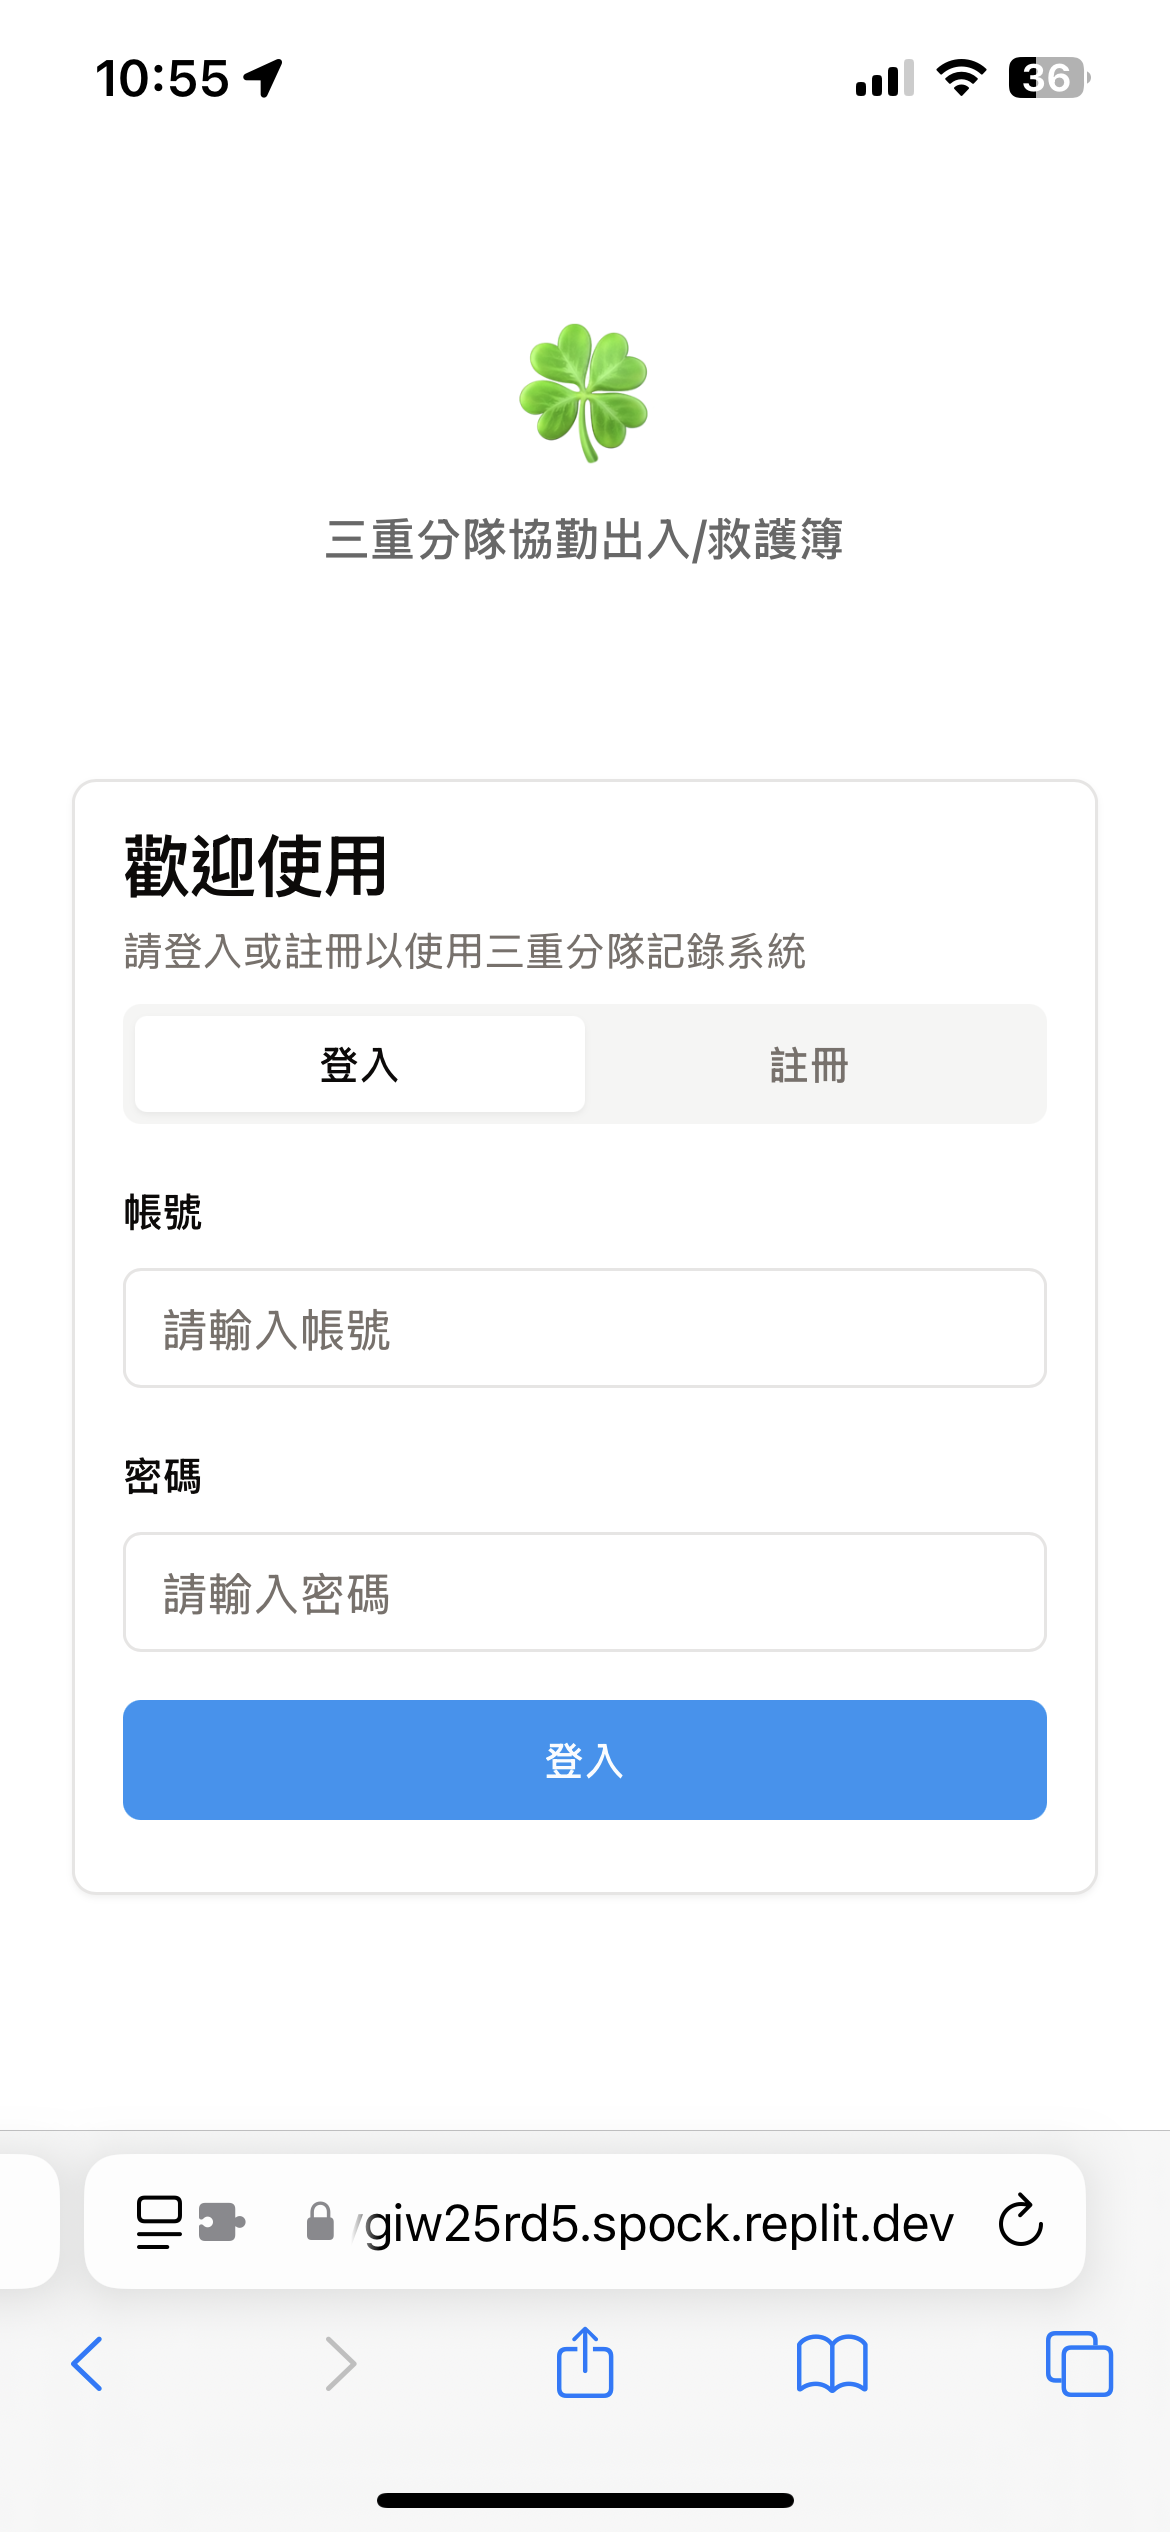 10:55
36
三重分隊協勤出入/救護簿
歡迎使用
請登入或註冊以使用三重分隊記錄系統
登入
註冊
帳號
請輸入帳號
密碼
請輸入密碼
登入
giw25rd5.spock.replit.dev